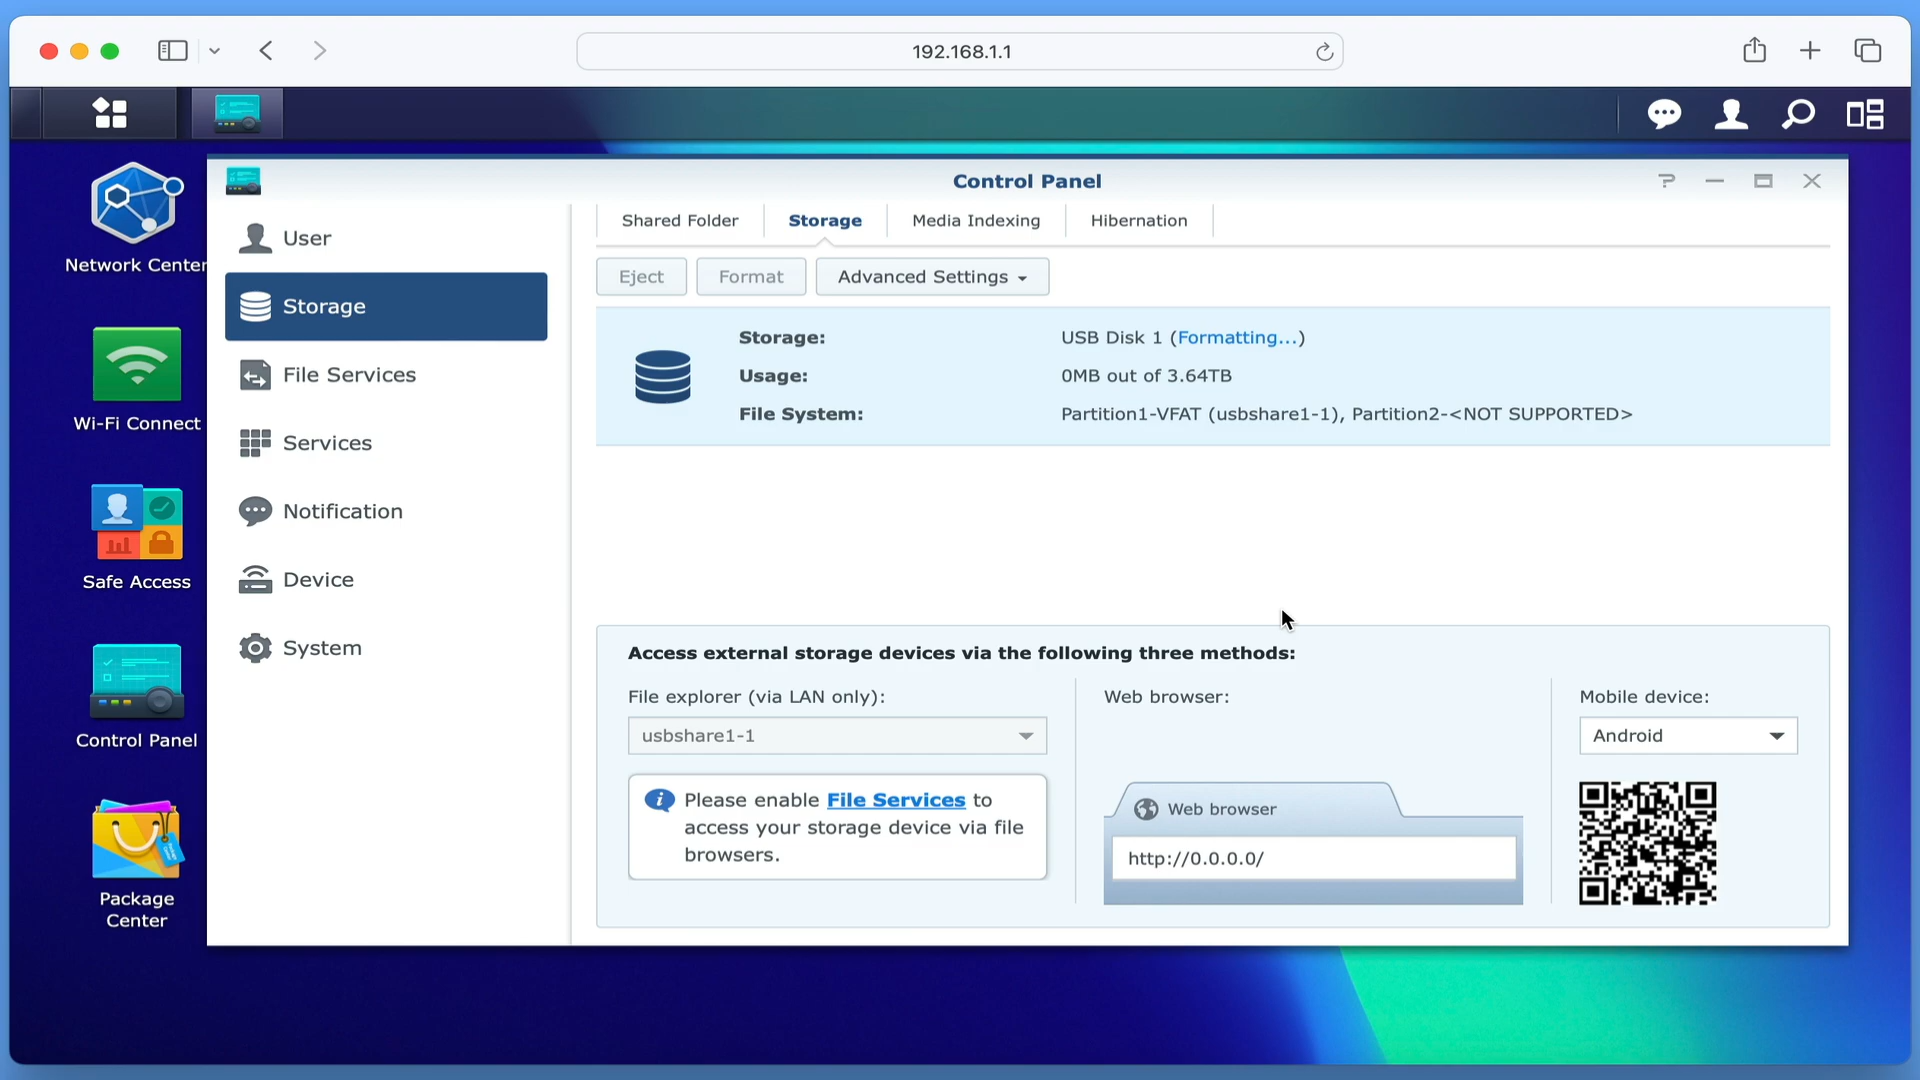 192.168.1.1
Network Center
Wi-Fi Connect
Safe Access
Control Panel
Package
Center
Control Panel
User
Storage
File Services
Services
Notification
Device
System
Shared Folder
Storage
Media Indexing
Hibernation
Eject
Format
Advanced Settings
Storage:
USB Disk 1 (Formatting...)
Usage:
0MB out of 3.64TB
File System:
Partition1-VFAT (usbshare1-1), Partition2-<NOT SUPPORTED>
Access external storage devices via the following three methods:
File explorer (via LAN only):
usbshare1-1
Please enable File Services to
access your storage device via file
browsers.
Web browser:
Web browser
http://0.0.0.0/
Mobile device:
Android